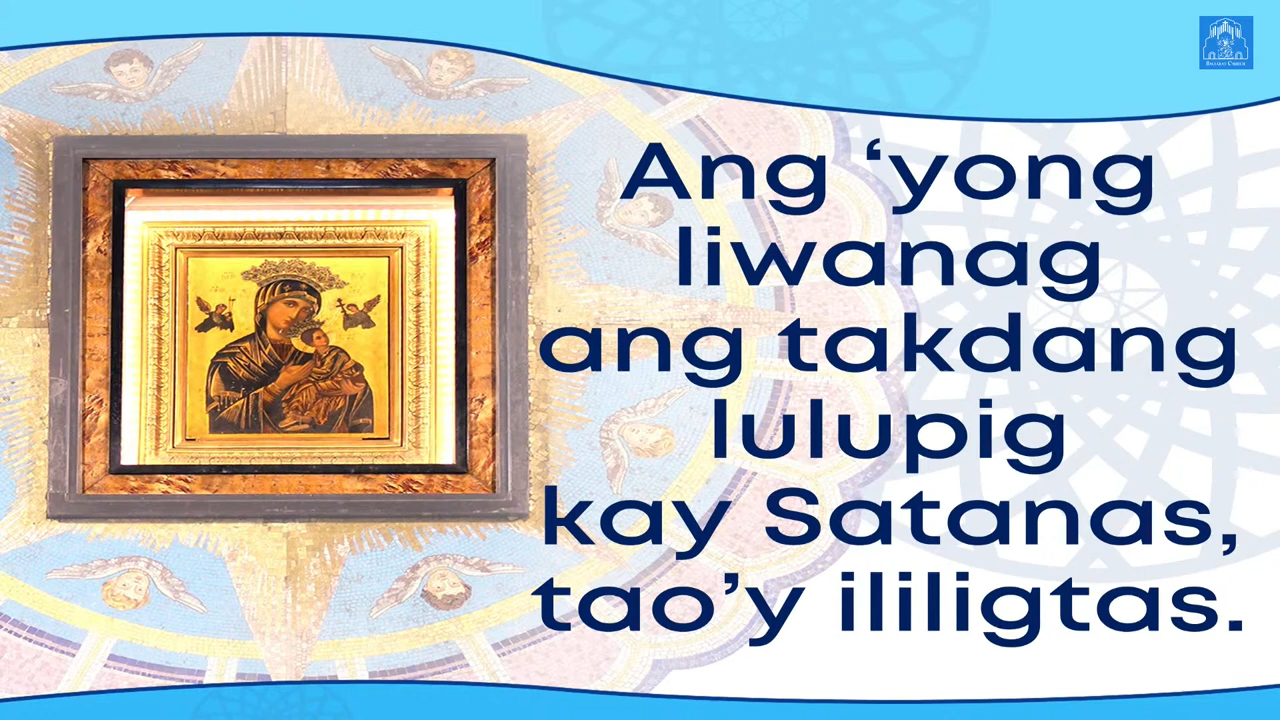 Ang ‘yong
liwanag
ang takdang
lulupig
kay Satanas,
tao’y ililigtas.